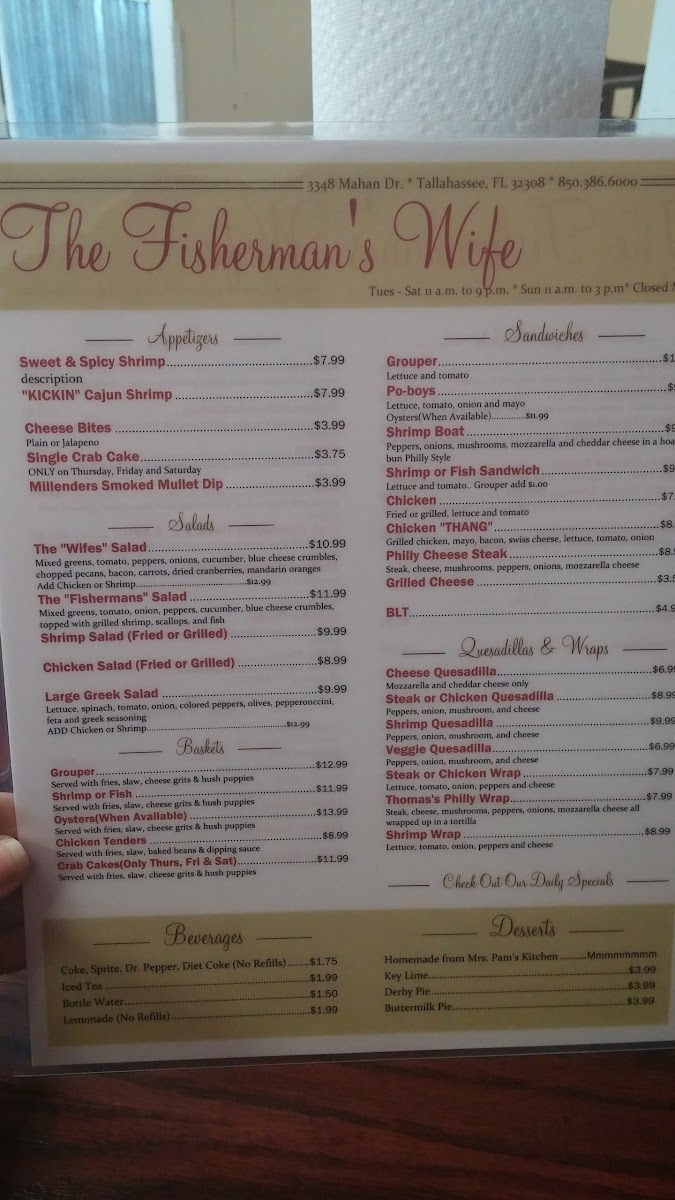 3348 Mahan Dr. * Tallahassee, FL 32308 * 850.386.6000
The Fisherman's Wife
Tues - Sat 11 a.m. to 9 p.m. * Sun 11 a.m. to 3 p.m* Closed
Appetizers
Sweet & Spicy Shrimp.....$7.99
description
"KICKIN" Cajun Shrimp.....$7.99
Cheese Bites.....$3.99
Plain or Jalapeno
Single Crab Cake.....$3.75
ONLY on Thursday, Friday and Saturday
Millenders Smoked Mullet Dip.....$3.99
Salads
The "Wifes" Salad.....$10.99
Mixed greens, tomato, peppers, onions, cucumber, blue cheese crumbles,
chopped pecans, bacon, carrots, dried cranberries, mandarin oranges
Add Chicken or Shrimp.....$12.99
The "Fishermans" Salad.....$11.99
Mixed greens, tomato, onion, peppers, cucumber, blue cheese crumbles,
topped with grilled shrimp, scallops, and fish
Shrimp Salad (Fried or Grilled).....$9.99
Chicken Salad (Fried or Grilled).....$8.99
Large Greek Salad.....$9.99
Lettuce, spinach, tomato, onion, colored peppers, olives, pepperonccini,
feta and greek seasoning
ADD Chicken or Shrimp.....$12.99
Baskets
Grouper.....$12.99
Served with fries, slaw, cheese grits & hush puppies
Shrimp or Fish.....$11.99
Served with fries, slaw, cheese grits & hush puppies
Oysters(When Available).....$13.99
Served with fries, slaw, cheese grits & hush puppies
Chicken Tenders.....$8.99
Served with fries, slaw, baked beans & dipping sauce
Crab Cakes(Only Thurs, Fri & Sat).....$11.99
Served with fries, slaw, cheese grits & hush puppies
Sandwiches
Grouper.....$1
Lettuce and tomato
Po-boys.....$
Lettuce, tomato, onion and mayo
Oysters(When Available).....$11.99
Shrimp Boat.....$9
Peppers, onions, mushrooms, mozzarella and cheddar cheese in a hoa
bun Philly Style
Shrimp or Fish Sandwich.....$9
Lettuce and tomato.. Grouper add $1.00
Chicken.....$7.
Fried or grilled, lettuce and tomato
Chicken "THANG".....$8.
Grilled chicken, mayo, bacon, swiss cheese, lettuce, tomato, onion
Philly Cheese Steak.....$8.
Steak, cheese, mushrooms, peppers, onions, mozzarella cheese
Grilled Cheese.....$3.
BLT.....$4.9
Quesadillas & Wraps
Cheese Quesadilla.....$6.9
Mozzarella and cheddar cheese only
Steak or Chicken Quesadilla.....$8.99
Peppers, onion, mushroom, and cheese
Shrimp Quesadilla.....$9.99
Peppers, onion, mushroom, and cheese
Veggie Quesadilla.....$6.99
Peppers, onion, mushroom, and cheese
Steak or Chicken Wrap.....$7.99
Lettuce, tomato, onion, peppers and cheese
Thomas's Philly Wrap.....$7.99
Steak, cheese, mushrooms, peppers, onions, mozzarella cheese all
wrapped up in a tortilla
Shrimp Wrap.....$8.99
Lettuce, tomato, onion, peppers and cheese
Check Out Our Daily Specials
Beverages
Coke, Sprite, Dr. Pepper, Diet Coke (No Refills).....$1.75
Iced Tea.....$1.99
Bottle Water.....$1.50
Lemonade (No Refills).....$1.99
Desserts
Homemade from Mrs. Pam's Kitchen.....Mmmmmmmm
Key Lime.....$3.99
Derby Pie.....$3.99
Buttermilk Pie.....$3.99